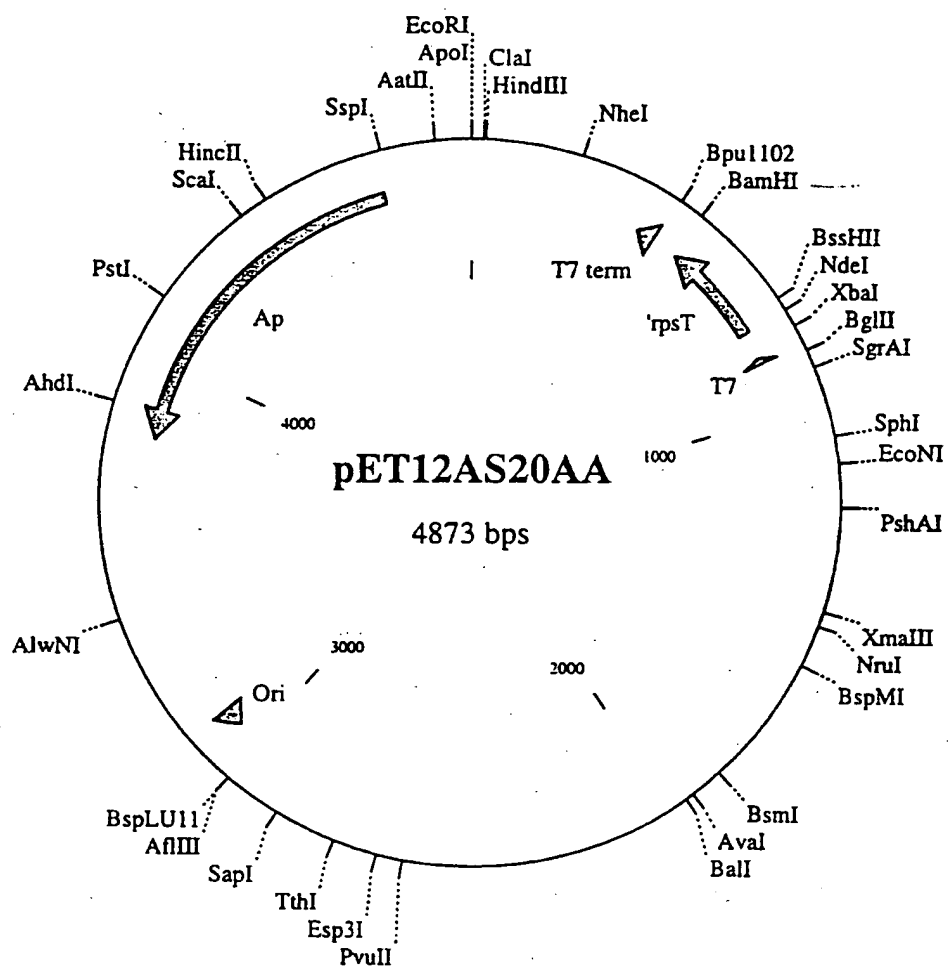 EcoRI
ApoI
ClaI
AatII
HindIII
SspI
NheI
HincII
Bpu1102
ScaI
BamHI
BssHII
T7 term
NdeI
PstI
XbaI
Ap
'rpsT
BglII
SgrAI
T7
AhdI
4000
SphI
1000
EcoNI
pET12AS20AA
PshAI
4873 bps
AlwNI
XmaIII
3000
NruI
2000
Ori
BspMI
BspLU11
BsmI
AflIII
AvaI
SapI
BalI
TthI
Esp3I
PvuII